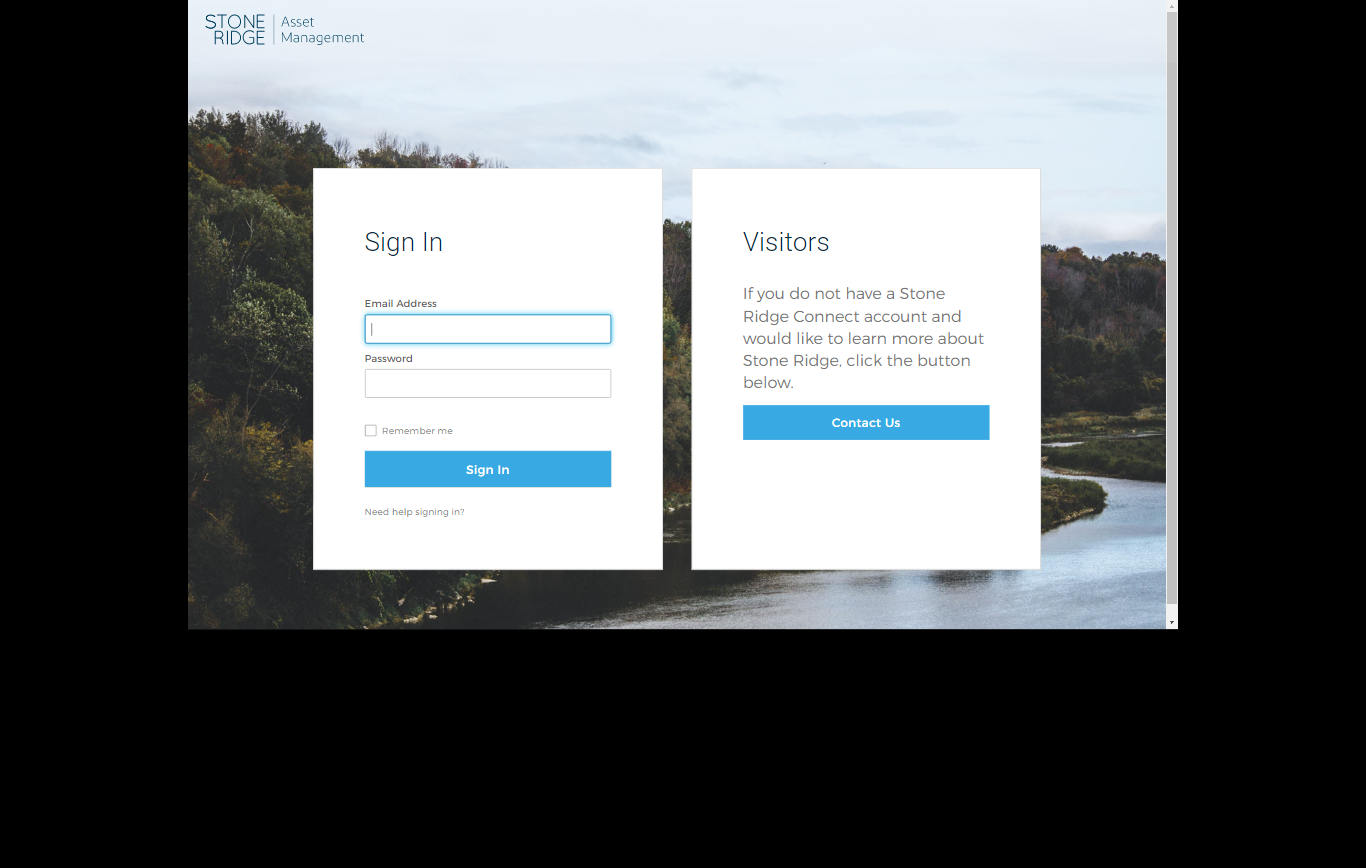 STONE RIDGE
Asset Management
Sign In
Email Address
Password
Remember me
Sign In
Need help signing in?
Visitors
If you do not have a Stone
Ridge Connect account and
would like to learn more about
Stone Ridge, click the button
below.
Contact Us